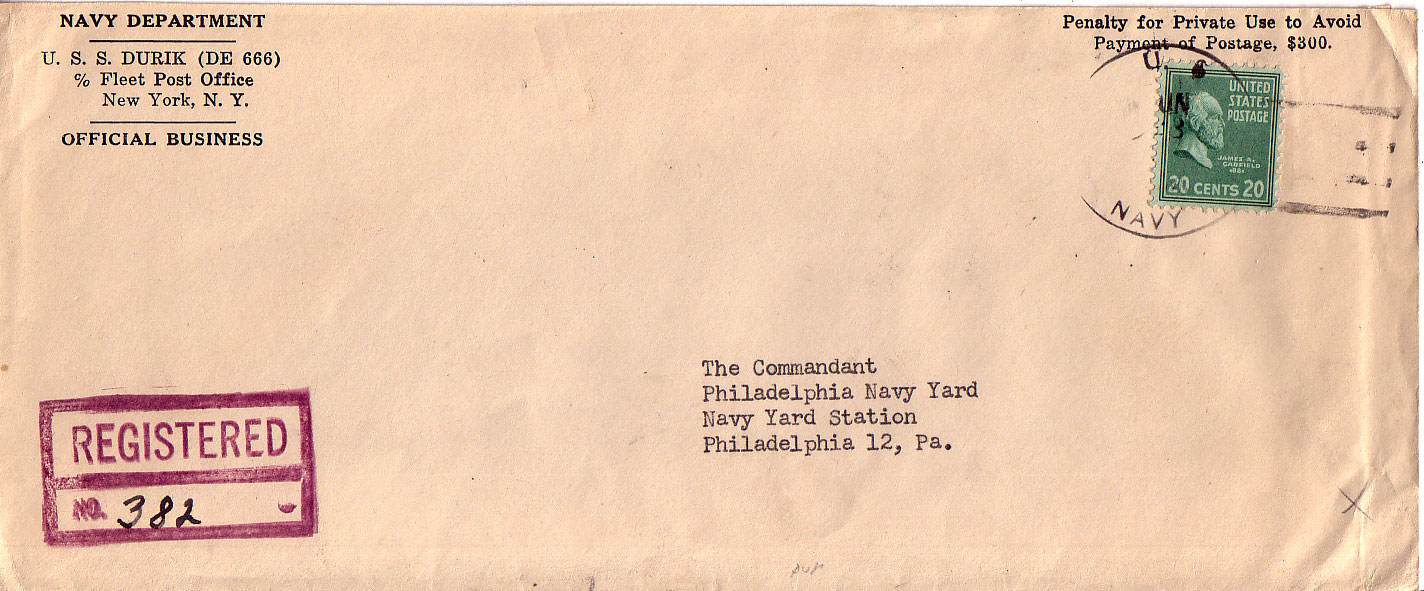 NAVY DEPARTMENT
U. S. S. DURIK (DE 666)
% Fleet Post Office
New York, N. Y.
OFFICIAL BUSINESS
Penalty for Private Use to Avoid
Payment of Postage, $300.
U.
NAVY
UNITED
STATES
POSTAGE
JAMES A.
GARFIELD
20 CENTS 20
The Commandant
Philadelphia Navy Yard
Navy Yard Station
Philadelphia 12, Pa.
REGISTERED
NO. 382
X